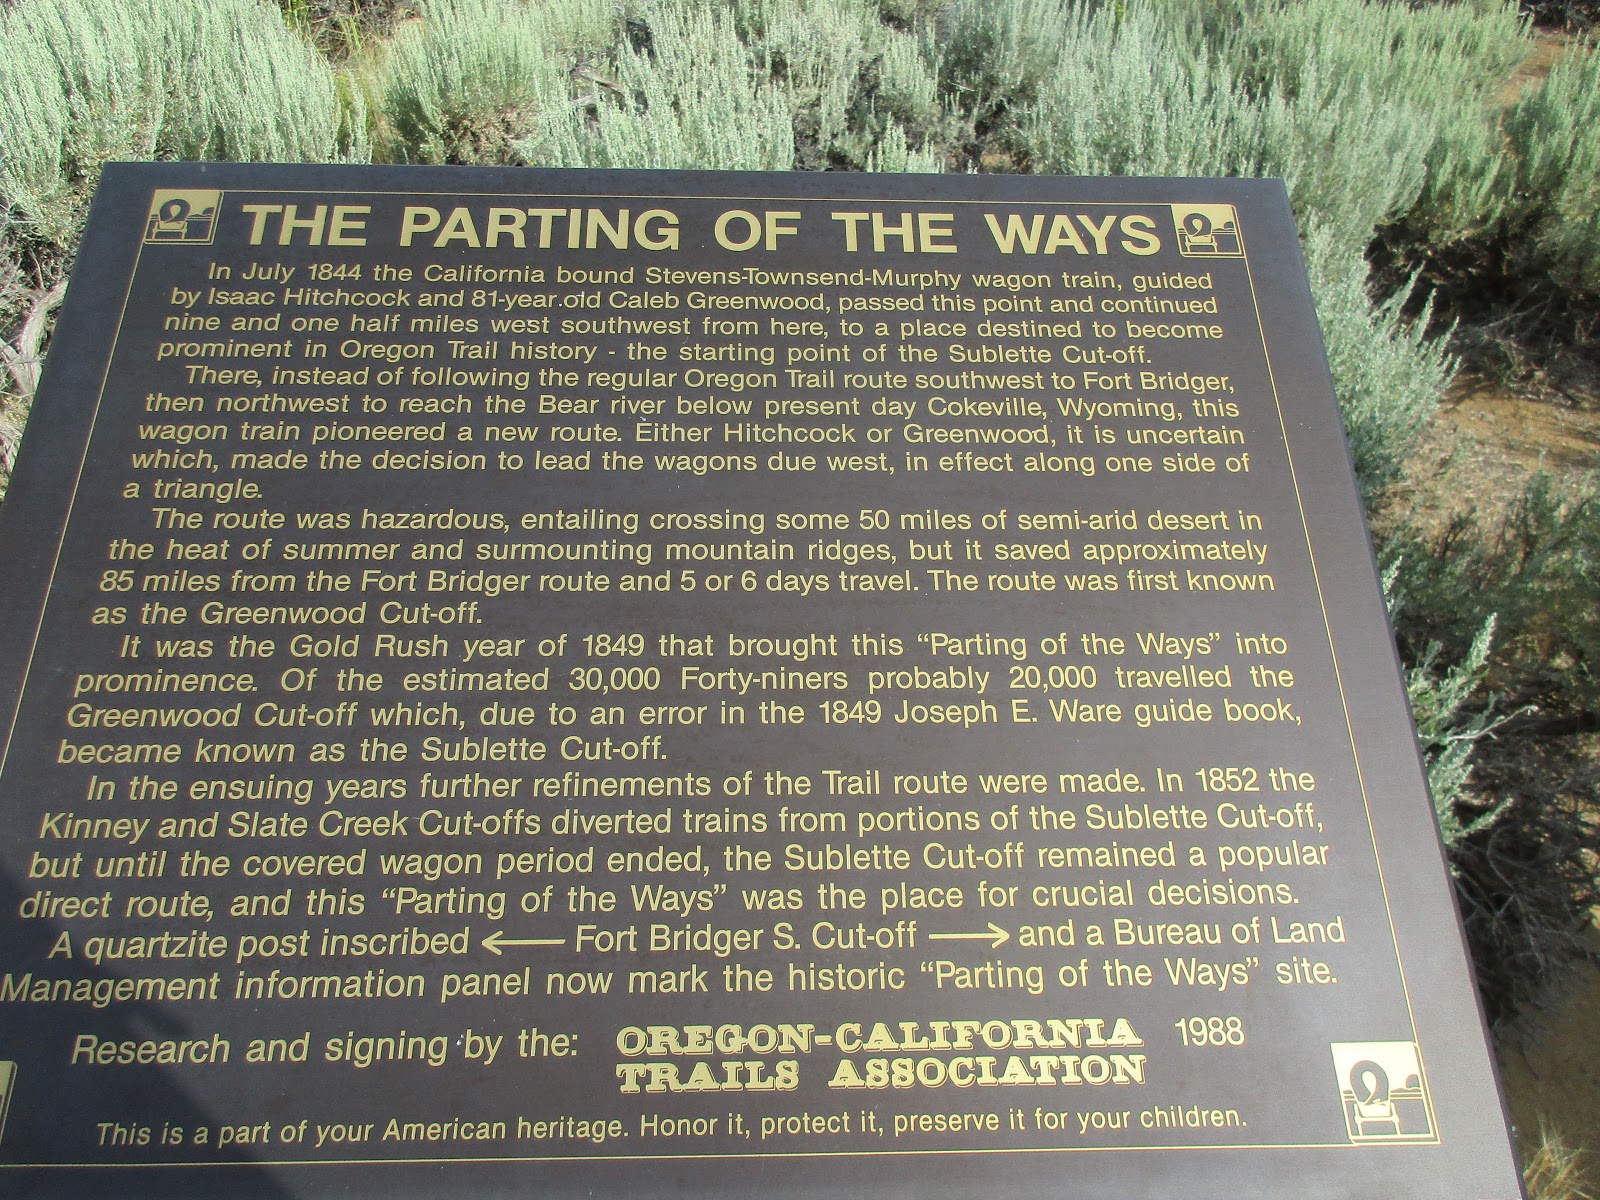 THE PARTING OF THE WAYS
In July 1844 the California bound Stevens-Townsend-Murphy wagon train, guided
by Isaac Hitchcock and 81-year.old Caleb Greenwood, passed this point and continued
nine and one half miles west southwest from here, to a place destined to become
prominent in Oregon Trail history - the starting point of the Sublette Cut-off.
There, instead of following the regular Oregon Trail route southwest to Fort Bridger,
then northwest to reach the Bear river below present day Cokeville, Wyoming, this
wagon train pioneered a new route. Either Hitchcock or Greenwood, it is uncertain
which, made the decision to lead the wagons due west, in effect along one side of
a triangle.
The route was hazardous, entailing crossing some 50 miles of semi-arid desert in
the heat of summer and surmounting mountain ridges, but it saved approximately
85 miles from the Fort Bridger route and 5 or 6 days travel. The route was first known
as the Greenwood Cut-off.
It was the Gold Rush year of 1849 that brought this “Parting of the Ways” into
prominence. Of the estimated 30,000 Forty-niners probably 20,000 travelled the
Greenwood Cut-off which, due to an error in the 1849 Joseph E. Ware guide book,
became known as the Sublette Cut-off.
In the ensuing years further refinements of the Trail route were made. In 1852 the
Kinney and Slate Creek Cut-offs diverted trains from portions of the Sublette Cut-off,
but until the covered wagon period ended, the Sublette Cut-off remained a popular
direct route, and this “Parting of the Ways” was the place for crucial decisions.
A quartzite post inscribed ← Fort Bridger S. Cut-off → and a Bureau of Land
Management information panel now mark the historic “Parting of the Ways” site.
Research and signing by the: OREGON-CALIFORNIA 1988
TRAILS ASSOCIATION
This is a part of your American heritage. Honor it, protect it, preserve it for your children.